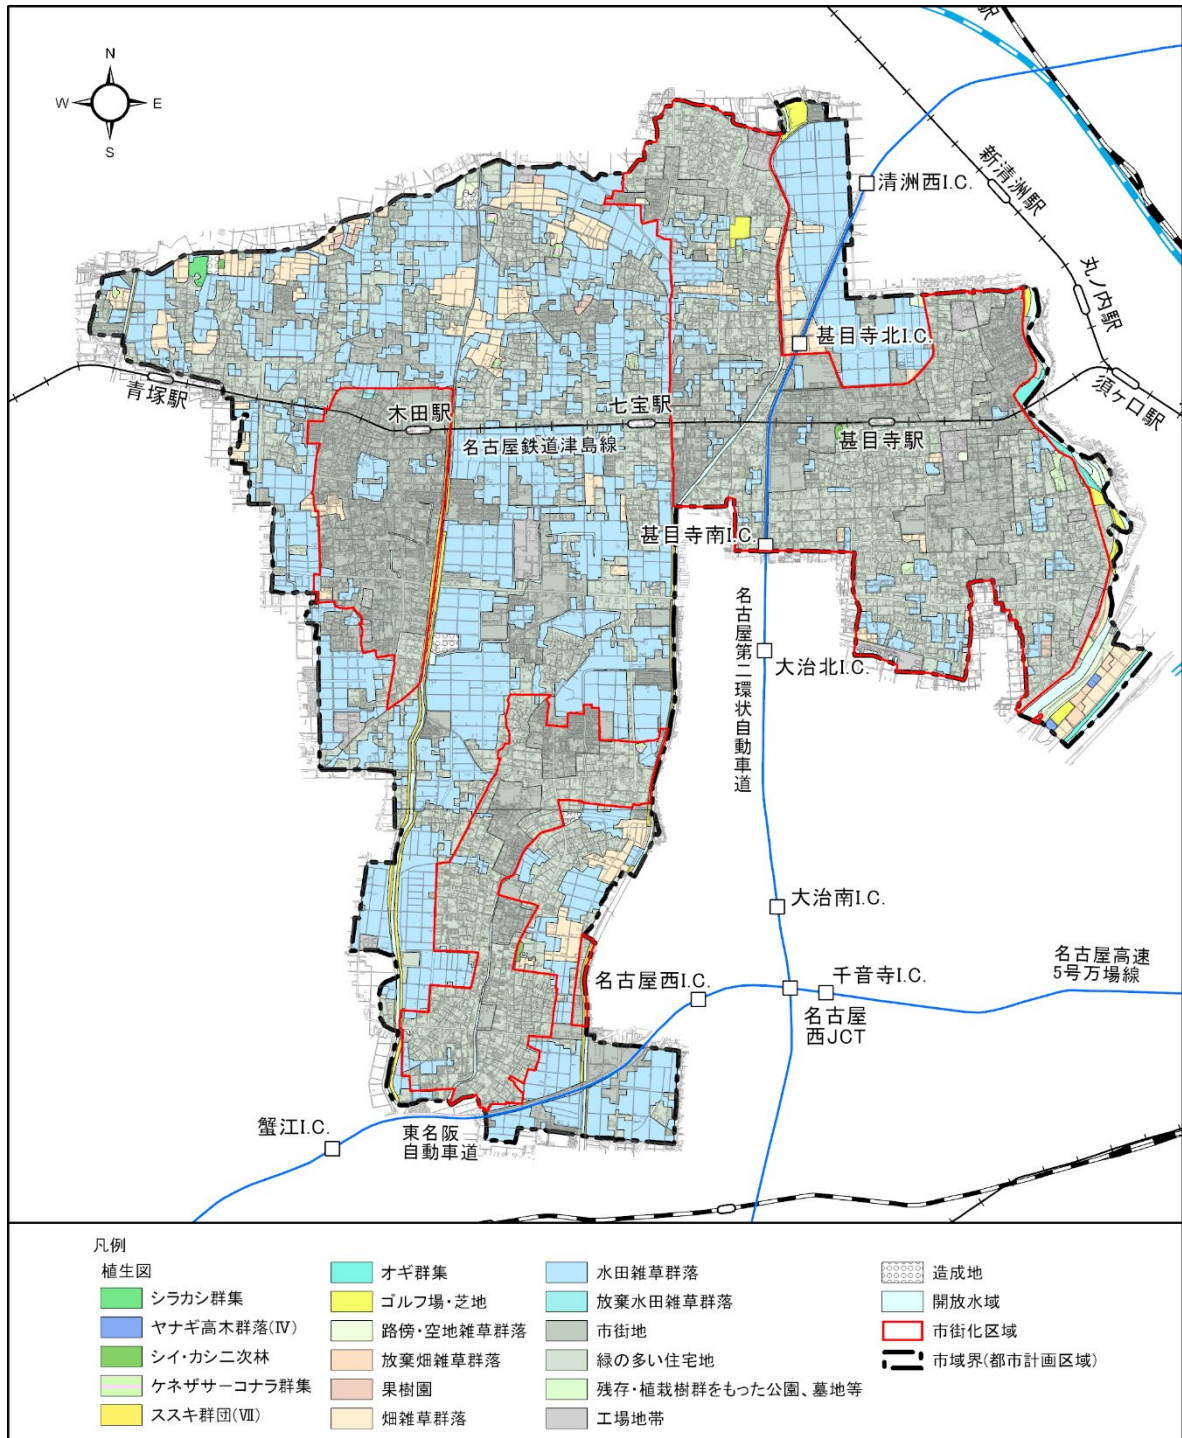 N
W E
S
駅
清洲西I.C.
新清洲駅
丸ノ内駅
須ヶ口駅
甚目寺北I.C.
青塚駅
木田駅
七宝駅
甚目寺駅
名古屋鉄道津島線
甚目寺南I.C.
名古屋第二環状自動車道
大治北I.C.
大治南I.C.
名古屋西I.C.
千音寺I.C.
名古屋高速
5号万場線
名古屋
西JCT
蟹江I.C.
東名阪
自動車道
凡例
植生図
シラカシ群集
ヤナギ高木群落(Ⅳ)
シイ・カシ二次林
ケネザサーコナラ群集
ススキ群団(Ⅶ)
オギ群集
ゴルフ場・芝地
路傍・空地雑草群落
放棄畑雑草群落
果樹園
畑雑草群落
水田雑草群落
放棄水田雑草群落
市街地
緑の多い住宅地
残存・植栽樹群をもった公園、墓地等
工場地帯
造成地
開放水域
市街化区域
市域界(都市計画区域)